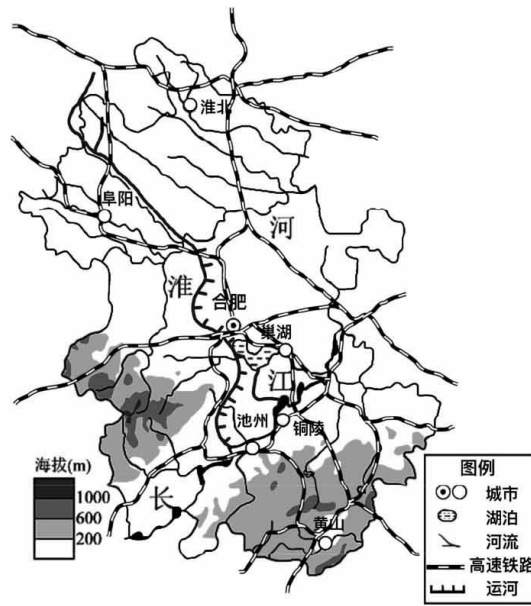 淮北
阜阳
河
淮
合肥
巢湖
江
池州
铜陵
长
黄山
海拔(m)
1000
600
200
图例
城市
湖泊
河流
高速铁路
运河